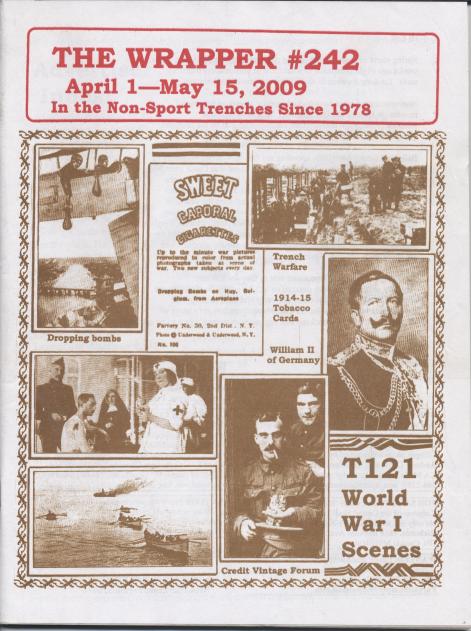 THE WRAPPER #242
April 1—May 15, 2009
In the Non-Sport Trenches Since 1978
SWEET
CAPORAL
CIGARETTES
Up to the minute war pictures
reproduced in color from actual
photographs taken at scene of
war. Two new subjects every day
Dropping Bombs on Huy, Bel-
gium, from Aeroplane
Factory No. 30, 2nd Dist. N. Y.
Photo © Underwood & Underwood, N. Y.
No. 100
Dropping bombs
Trench
Warfare
1914-15
Tobacco
Cards
William II
of Germany
T121
World
War I
Scenes
Credit Vintage Forum